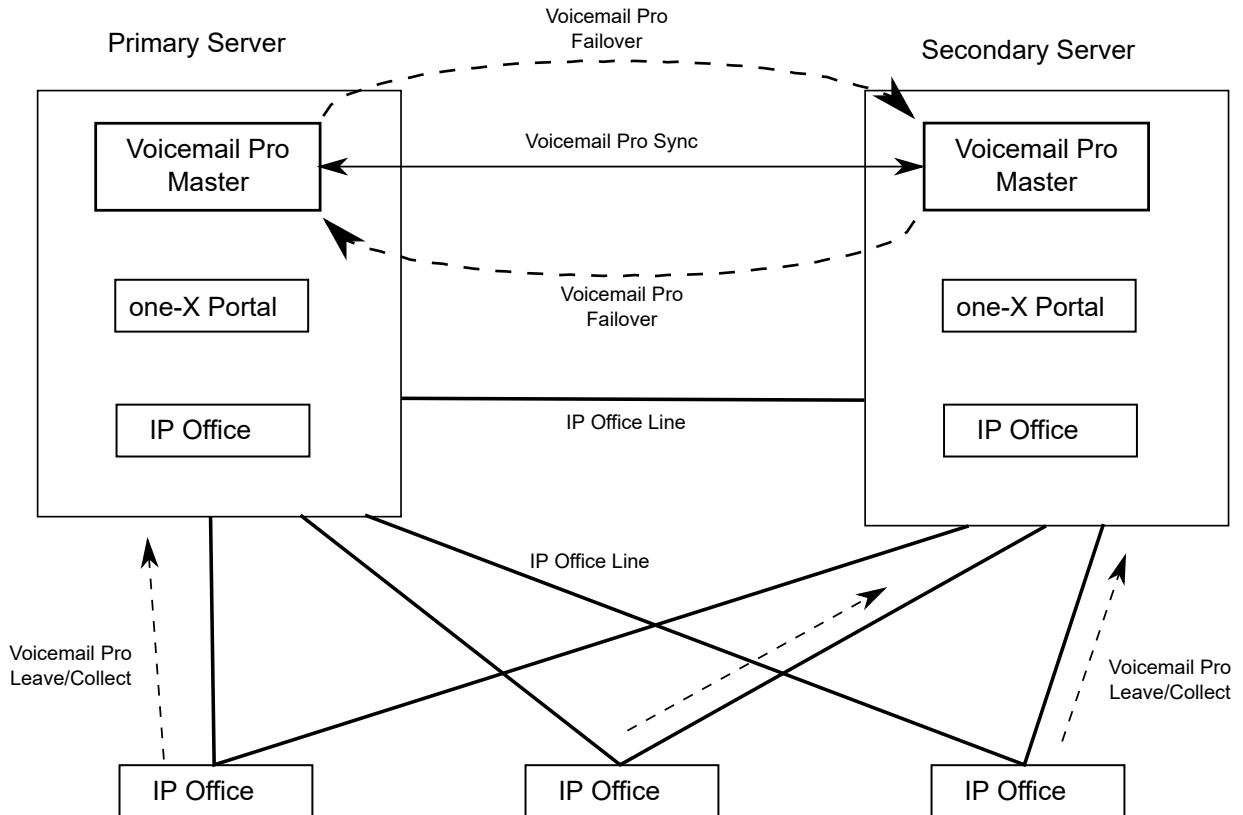 Voicemail Pro
Failover
Primary Server
Secondary Server
Voicemail Pro
Master
Voicemail Pro Sync
Voicemail Pro
Master
one-X Portal
Voicemail Pro
Failover
one-X Portal
IP Office
IP Office Line
IP Office
IP Office Line
Voicemail Pro
Leave/Collect
Voicemail Pro
Leave/Collect
IP Office
IP Office
IP Office